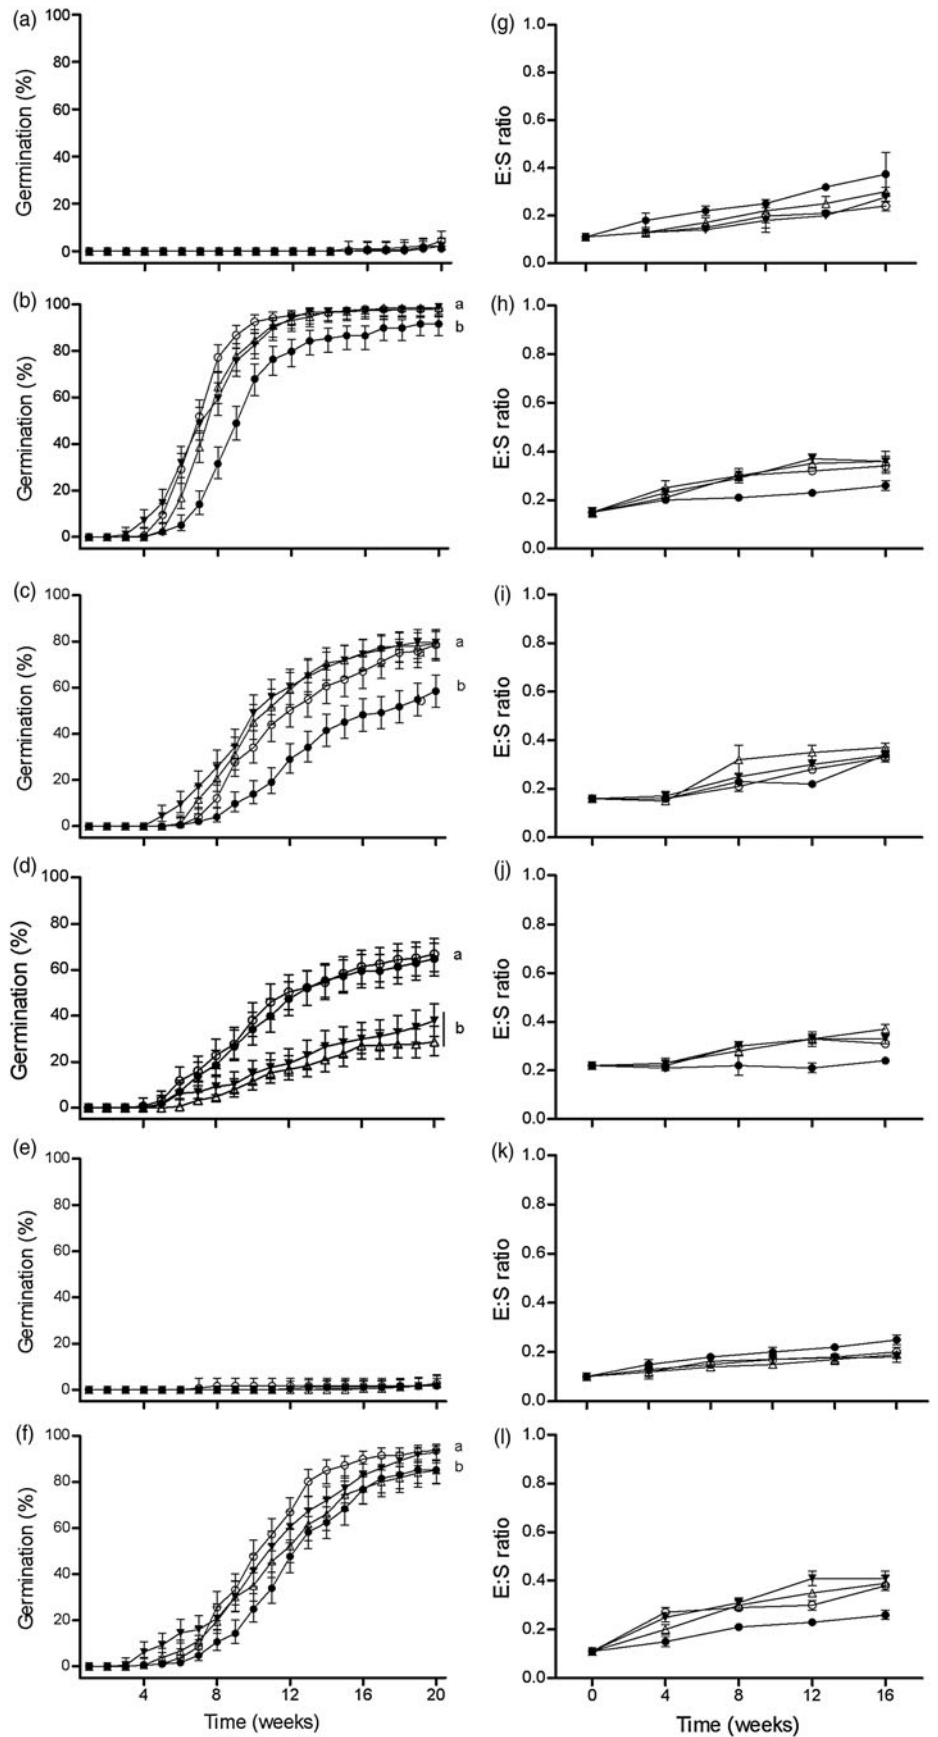 (a)
100
80
60
40
20
0
Germination (%)
(g)
1.0
0.8
0.6
0.4
0.2
0.0
E:S ratio
(b)
100
80
60
40
20
0
Germination (%)
a
b
(h)
1.0
0.8
0.6
0.4
0.2
0.0
E:S ratio
(c)
100
80
60
40
20
0
Germination (%)
a
b
(i)
1.0
0.8
0.6
0.4
0.2
0.0
E:S ratio
(d)
100
80
60
40
20
0
Germination (%)
a
b
(j)
1.0
0.8
0.6
0.4
0.2
0.0
E:S ratio
(e)
100
80
60
40
20
0
Germination (%)
(k)
1.0
0.8
0.6
0.4
0.2
0.0
E:S ratio
(f)
100
80
60
40
20
0
Germination (%)
a
b
4 8 12 16 20
Time (weeks)
(l)
1.0
0.8
0.6
0.4
0.2
0.0
E:S ratio
0 4 8 12 16
Time (weeks)